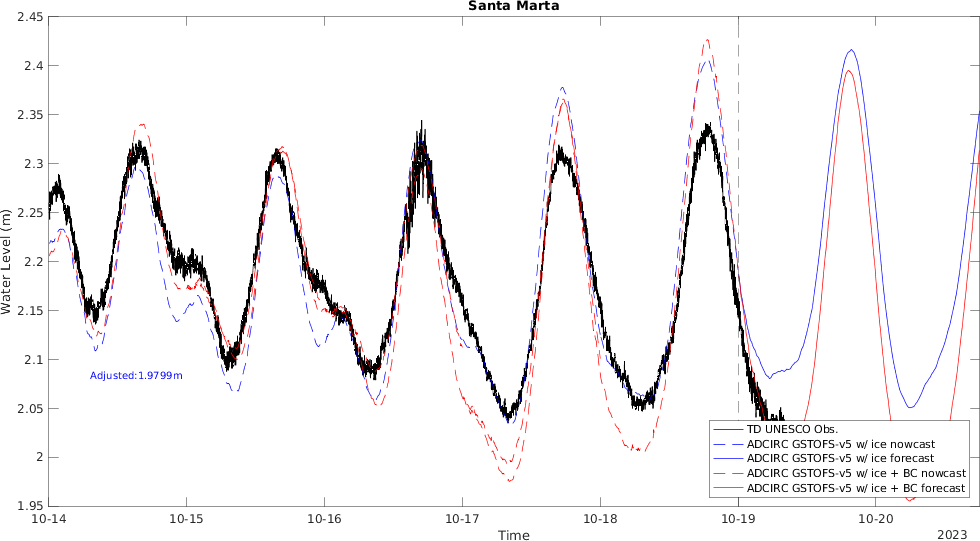 Santa Marta
2.45
2.4
2.35
2.3
2.25
2.2
2.15
2.1
2.05
2
1.95
Water Level (m)
Adjusted:1.9799m
TD UNESCO Obs.
ADCIRC GSTOFS-v5 w/ ice nowcast
ADCIRC GSTOFS-v5 w/ ice forecast
ADCIRC GSTOFS-v5 w/ ice + BC nowcast
ADCIRC GSTOFS-v5 w/ ice + BC forecast
10-14 10-15 10-16 10-17 10-18 10-19 10-20
Time
2023